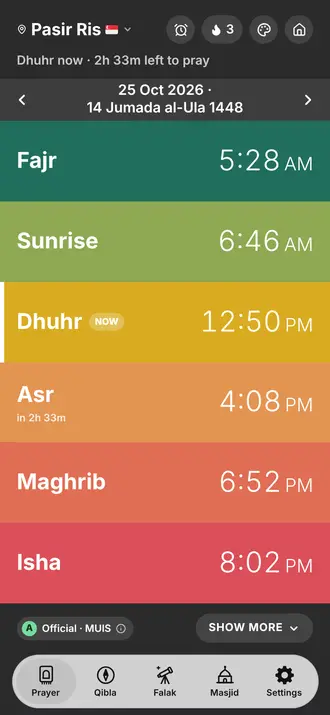 Pasir Ris 🇸🇬
3
Dhuhr now · 2h 33m left to pray
25 Oct 2026 ·
14 Jumada al-Ula 1448
Fajr 5:28 AM
Sunrise 6:46 AM
Dhuhr NOW 12:50 PM
Asr 4:08 PM
in 2h 33m
Maghrib 6:52 PM
Isha 8:02 PM
A Official · MUIS SHOW MORE
Prayer Qibla Falak Masjid Settings